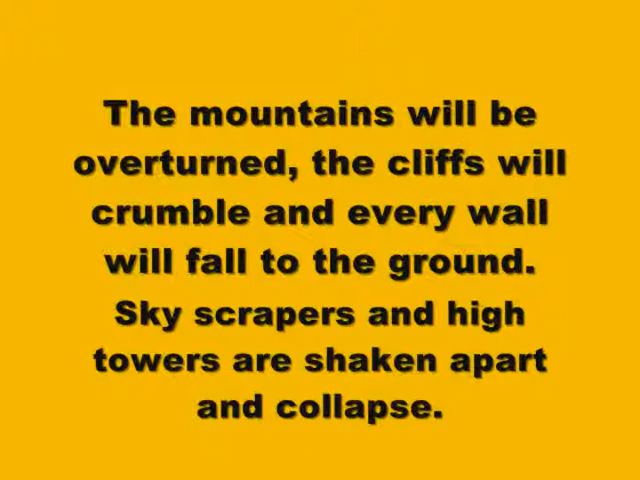 The mountains will be
overturned, the cliffs will
crumble and every wall
will fall to the ground.
Sky scrapers and high
towers are shaken apart
and collapse.